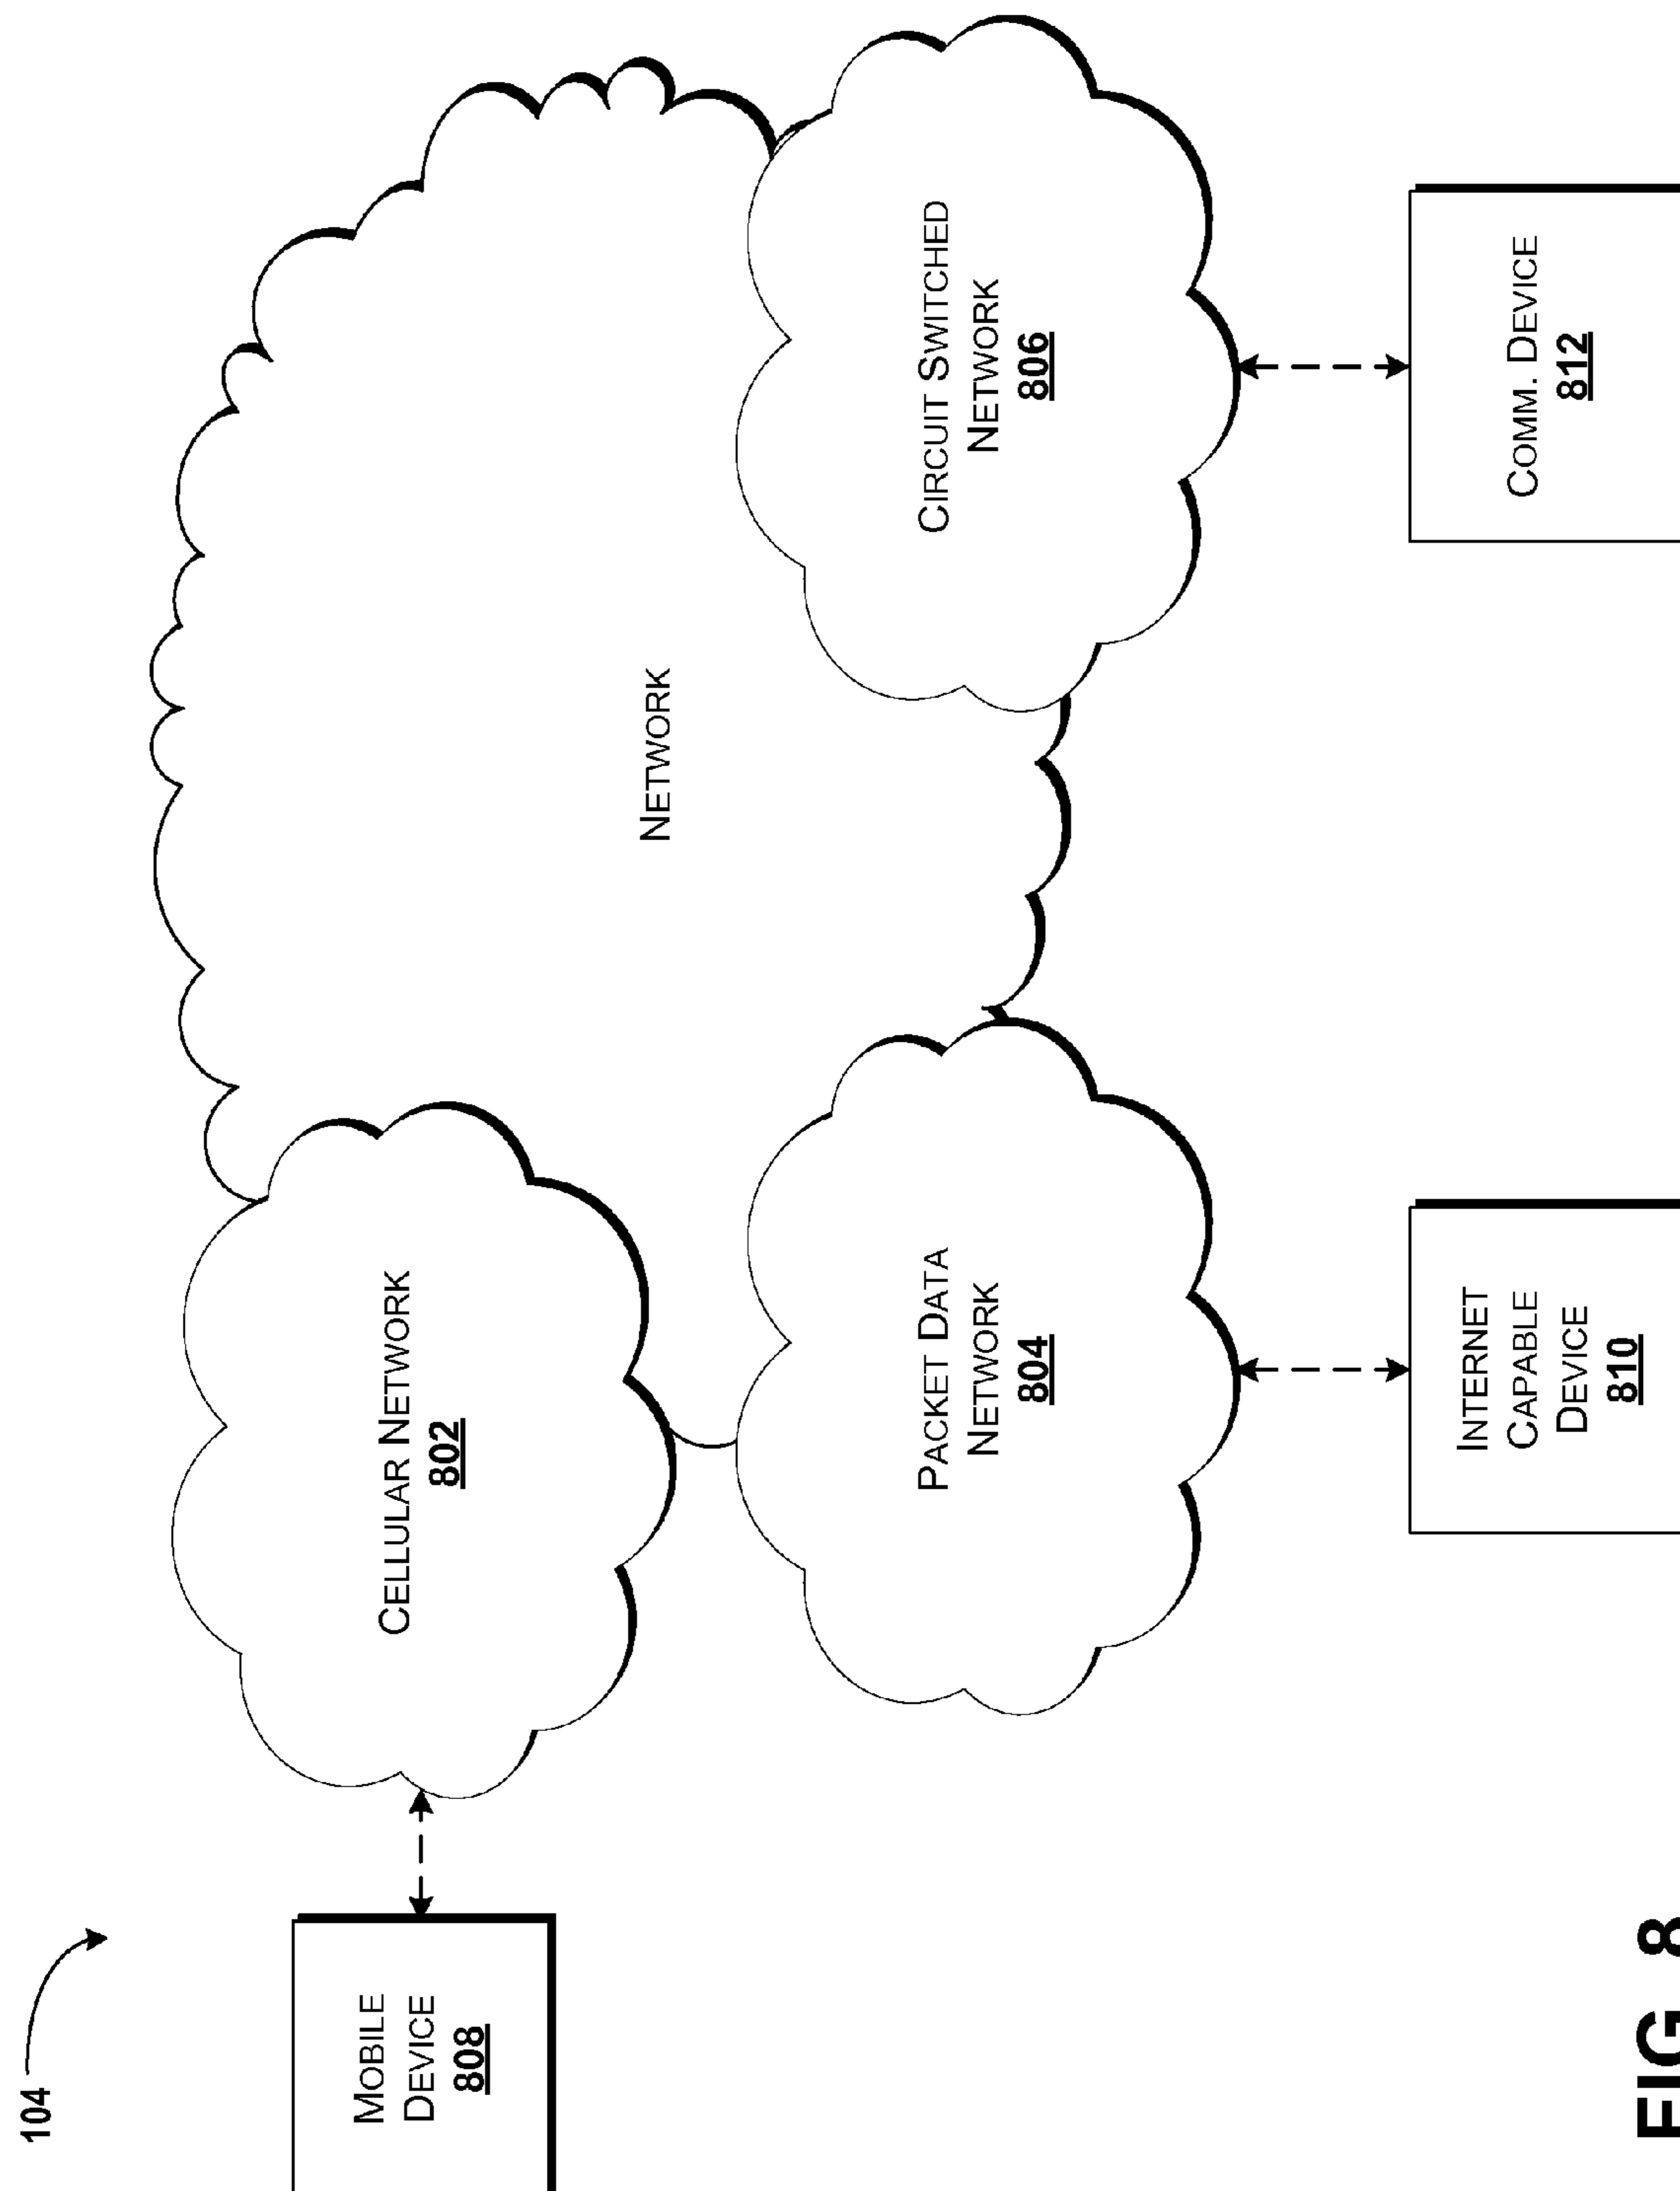 104
MOBILE
DEVICE
808
CELLULAR NETWORK
802
NETWORK
PACKET DATA
NETWORK
804
CIRCUIT SWITCHED
NETWORK
806
INTERNET
CAPABLE
DEVICE
810
COMM. DEVICE
812
FIG. 8